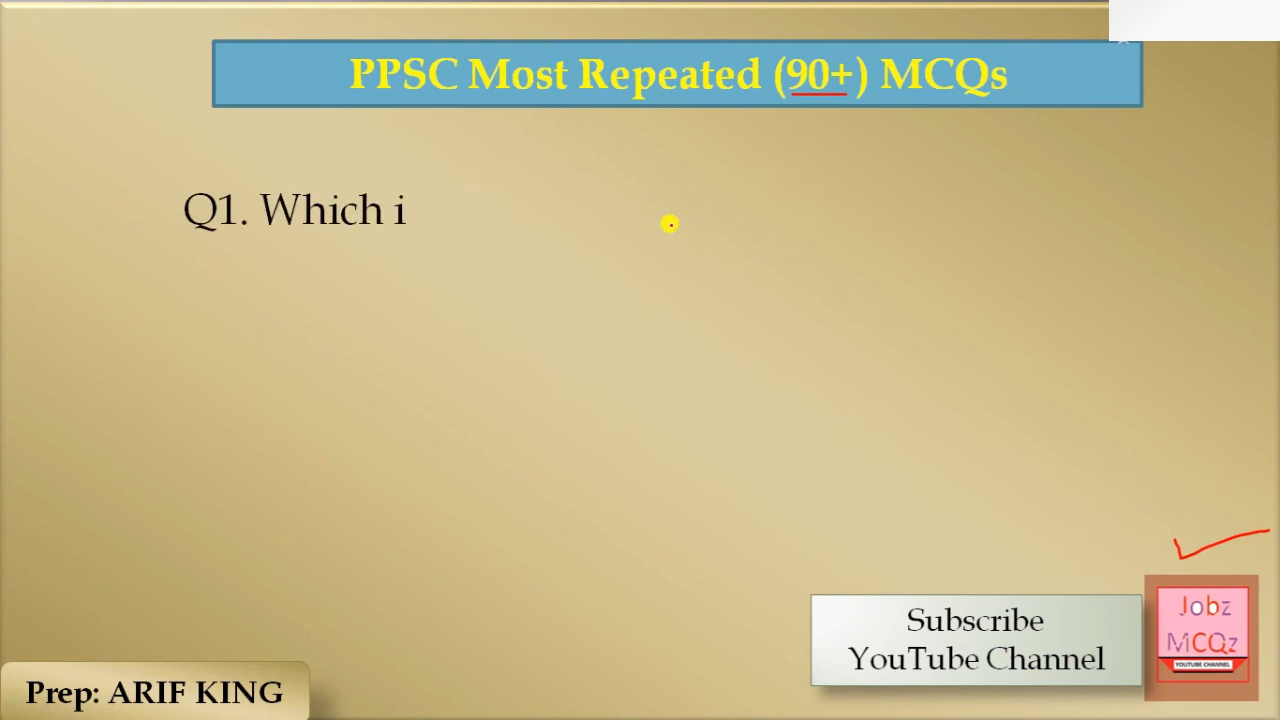 PPSC Most Repeated (90+) MCQs
Q1. Which i
Subscribe
YouTube Channel
Jobz
MCQz
YOUTUBE CHANNEL
Prep: ARIF KING